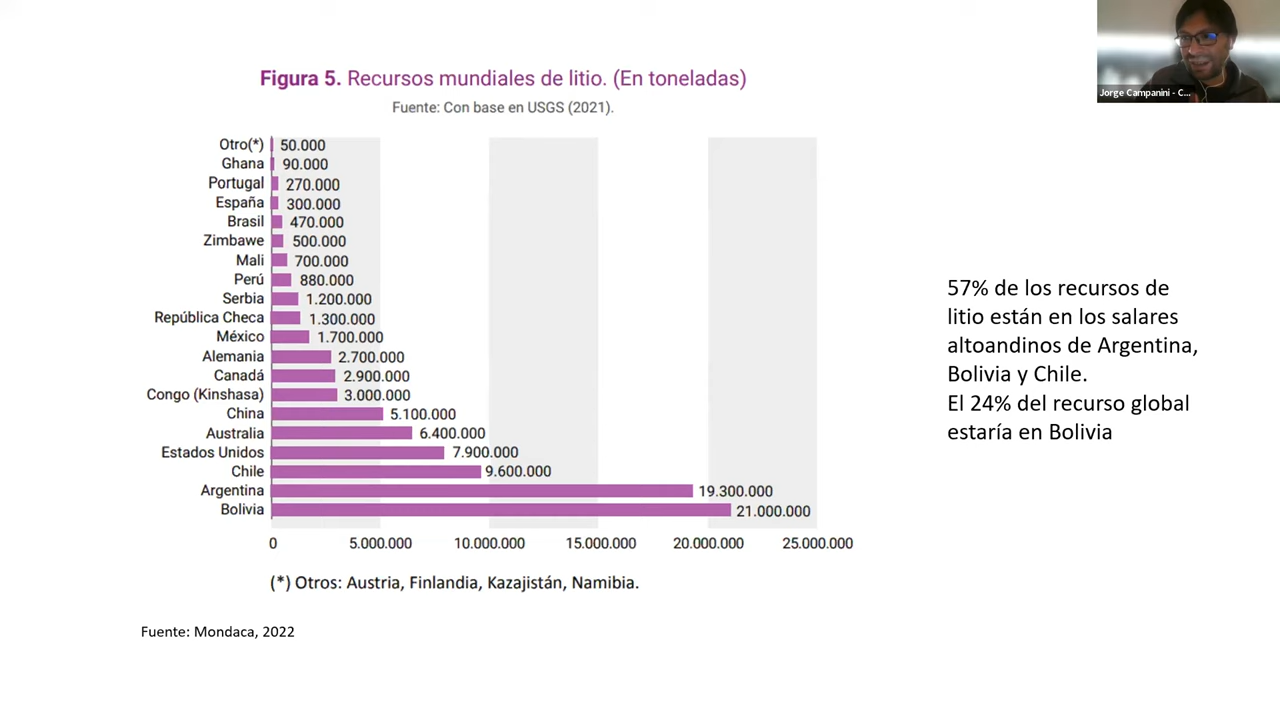 Jorge Campanini - C...
Figura 5. Recursos mundiales de litio. (En toneladas)
Fuente: Con base en USGS (2021).
Otro(*) 50.000
Ghana 90.000
Portugal 270.000
España 300.000
Brasil 470.000
Zimbawe 500.000
Mali 700.000
Perú 880.000
Serbia 1.200.000
República Checa 1.300.000
México 1.700.000
Alemania 2.700.000
Canadá 2.900.000
Congo (Kinshasa) 3.000.000
China 5.100.000
Australia 6.400.000
Estados Unidos 7.900.000
Chile 9.600.000
Argentina 19.300.000
Bolivia 21.000.000
0 5.000.000 10.000.000 15.000.000 20.000.000 25.000.000
(*) Otros: Austria, Finlandia, Kazajistán, Namibia.
Fuente: Mondaca, 2022
57% de los recursos de
litio están en los salares
altoandinos de Argentina,
Bolivia y Chile.
El 24% del recurso global
estaría en Bolivia